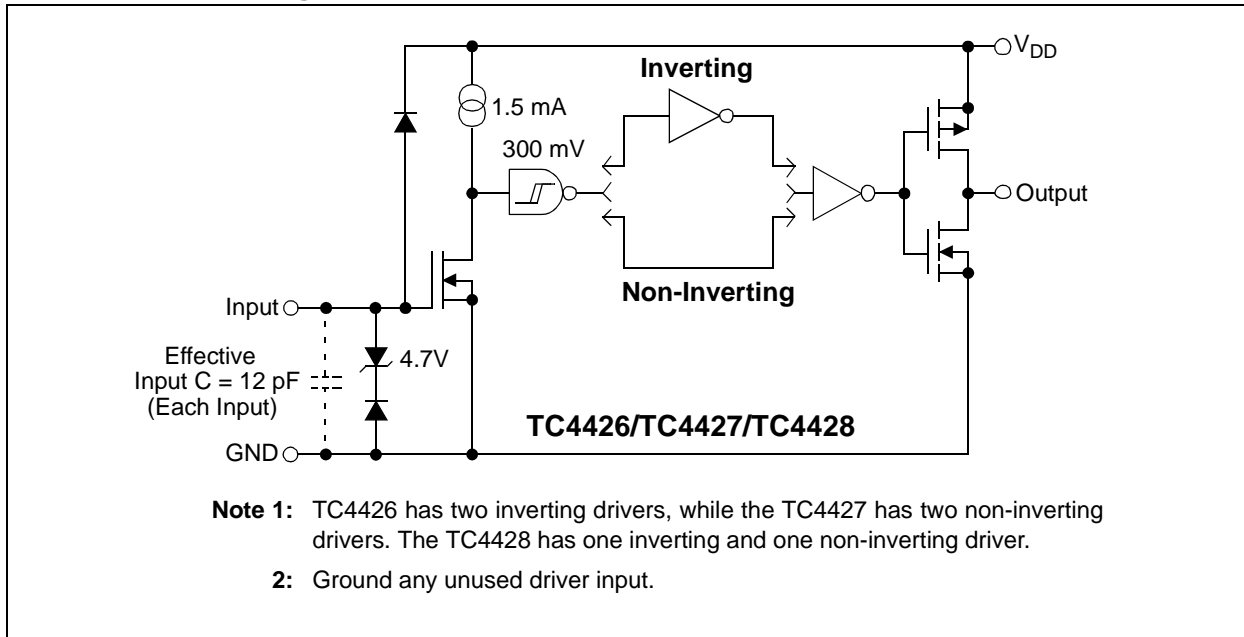 V_DD
Inverting
1.5 mA
300 mV
Output
Non-Inverting
Input
4.7V
Effective
Input C = 12 pF
(Each Input)
TC4426/TC4427/TC4428
GND
Note 1: TC4426 has two inverting drivers, while the TC4427 has two non-inverting
drivers. The TC4428 has one inverting and one non-inverting driver.
2: Ground any unused driver input.